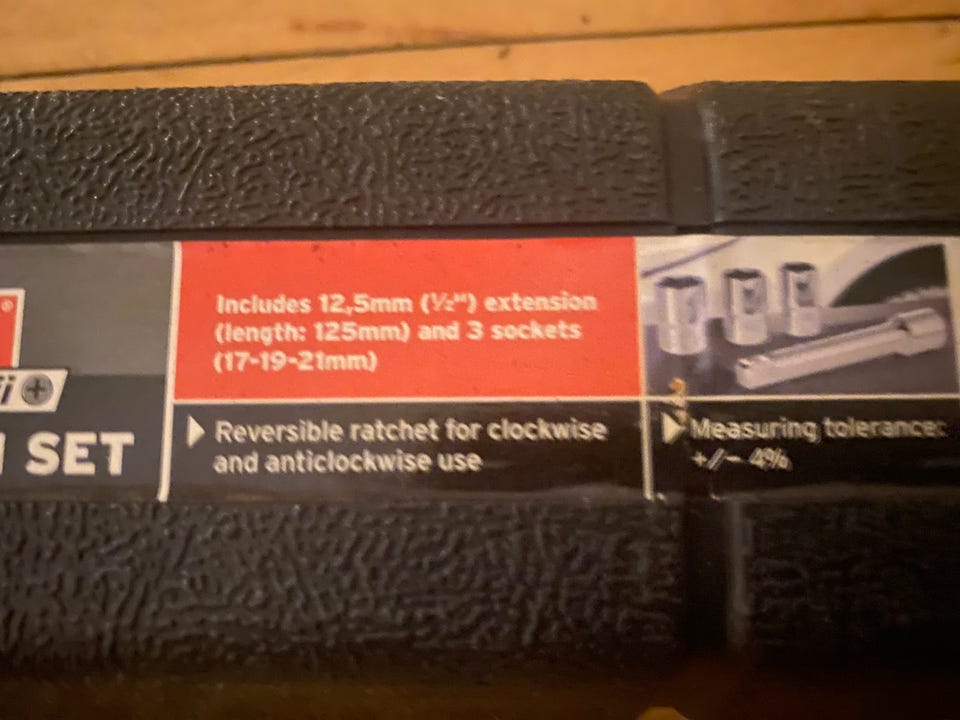 Includes 12,5mm (½") extension
(length: 125mm) and 3 sockets
(17-19-21mm)
SET
Reversible ratchet for clockwise
and anticlockwise use
Measuring tolerance:
+/- 4%